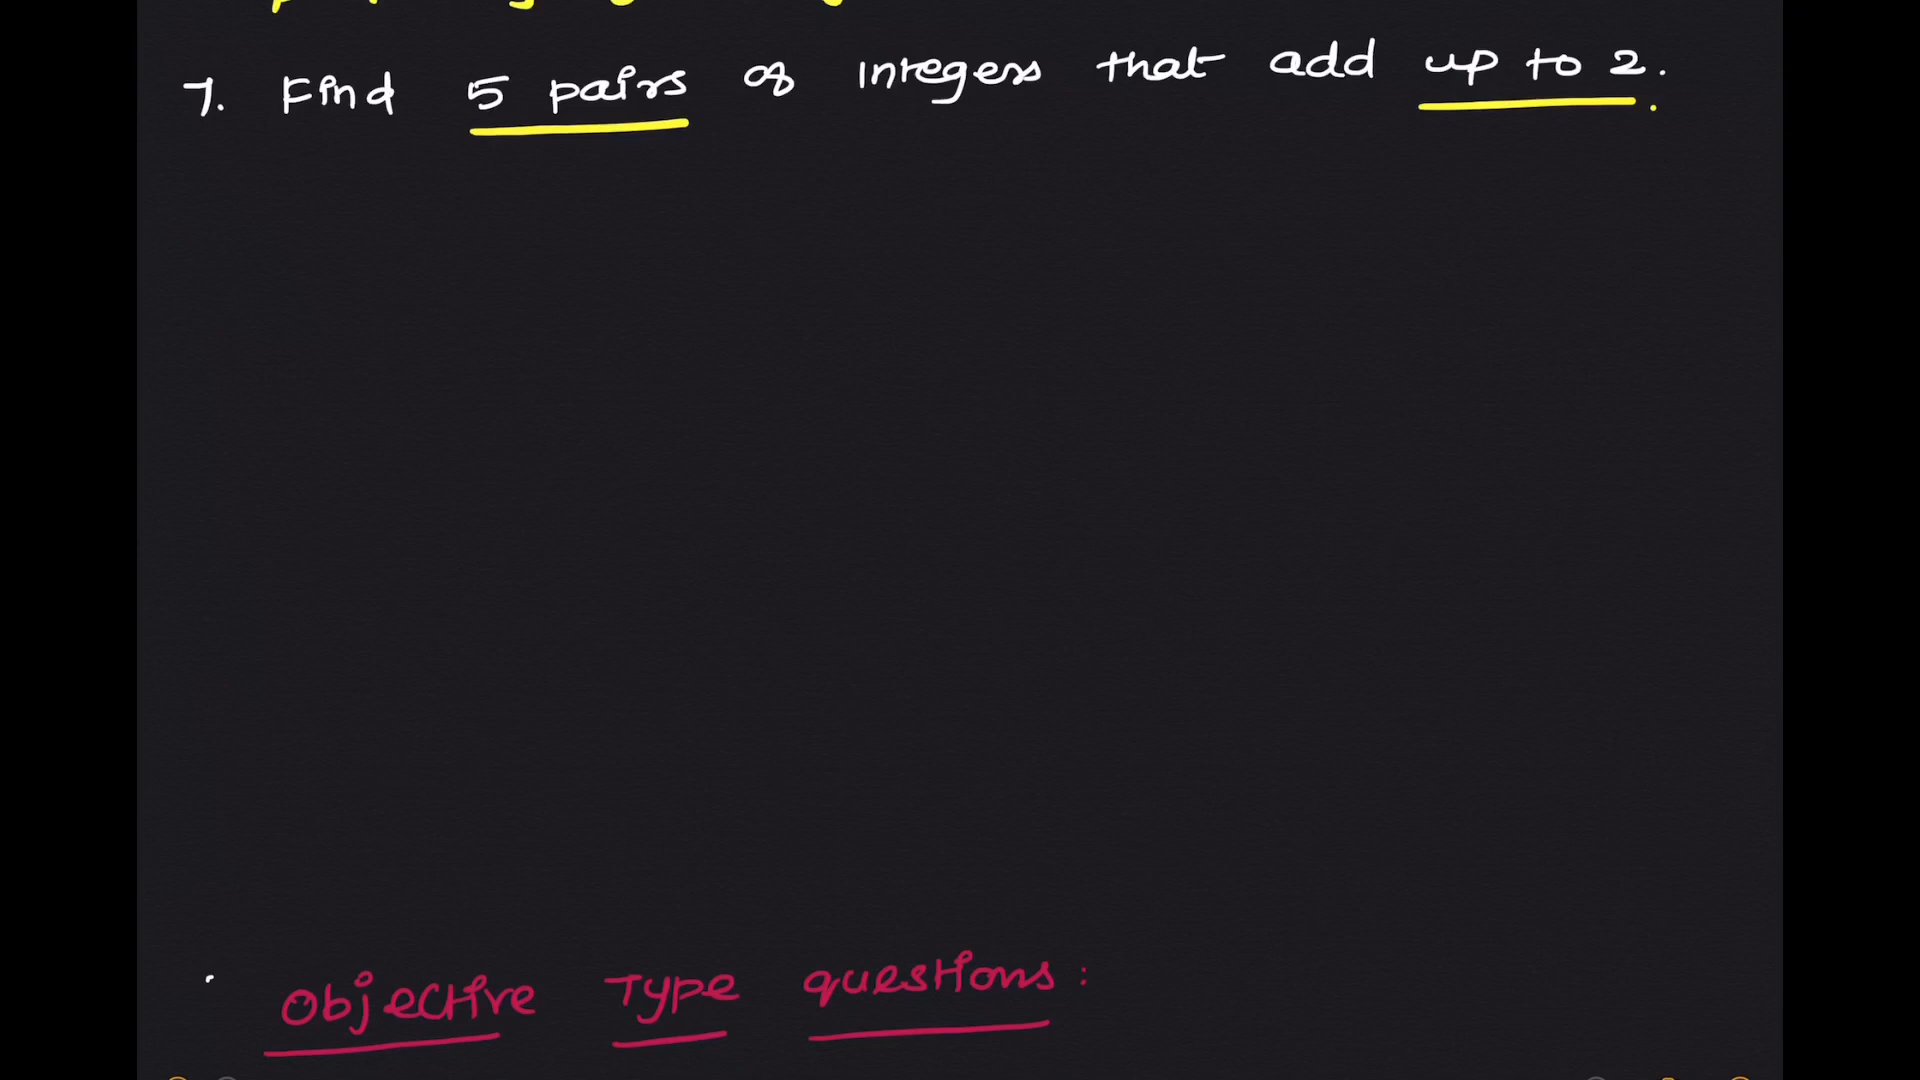 7. Find 5 pairs of integers that add up to 2.
Objective Type questions: